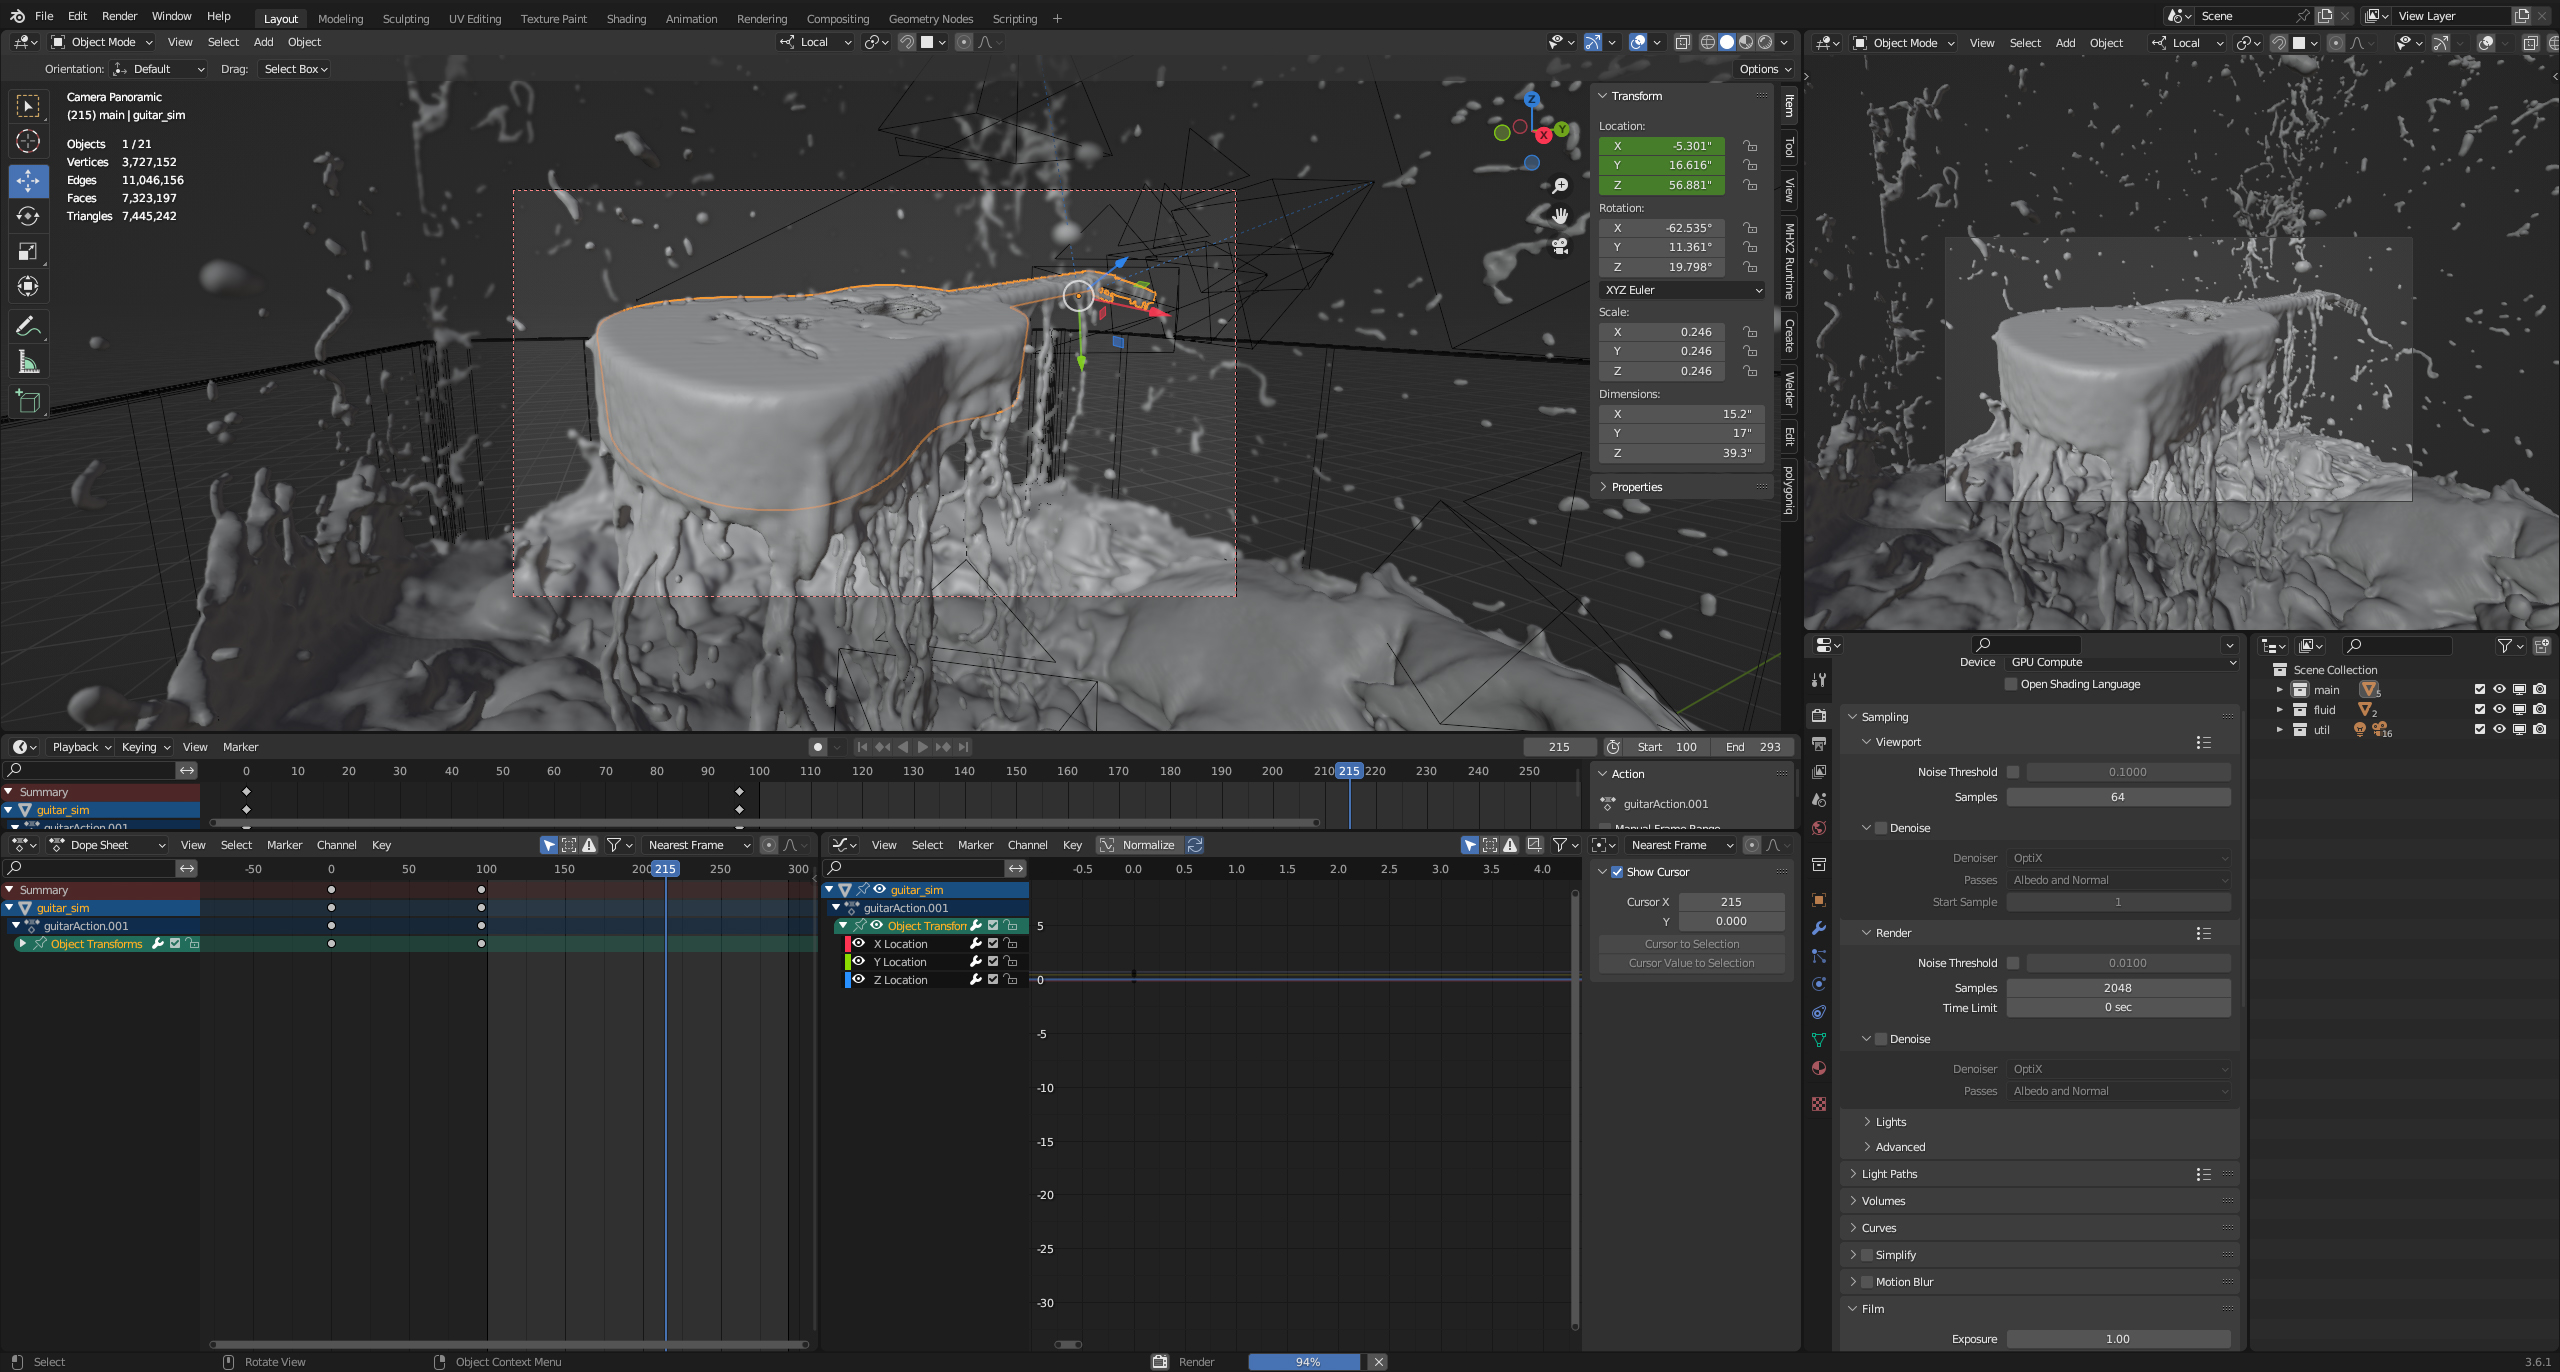 File Edit Render Window Help Layout Modeling Sculpting UV Editing Texture Paint Shading Animation Rendering Compositing Geometry Nodes Scripting + Scene View Layer
Object Mode View Select Add Object Local
Object Mode View Select Add Object Local
Orientation: Default Drag: Select Box Options
Camera Panoramic
(215) main | guitar_sim
Objects 1 / 21
Vertices 3,727,152
Edges 11,046,156
Faces 7,323,197
Triangles 7,445,242
Z
X
Y
Transform
Location:
X -5.301"
Y 16.616"
Z 56.881"
Rotation:
X -62.535°
Y 11.361°
Z 19.798°
XYZ Euler
Scale:
X 0.246
Y 0.246
Z 0.246
Dimensions:
X 15.2"
Y 17"
Z 39.3"
Properties
Item
Tool
View
MHX2 Runtime
Create
Welder
Edit
polygoniq
Playback Keying View Marker 215 Start 100 End 293
0 10 20 30 40 50 60 70 80 90 100 110 120 130 140 150 160 170 180 190 200 210 215 220 230 240 250
Summary
guitar_sim
guitarAction.001
Action
guitarAction.001
Manual Frame Range
Dope Sheet View Select Marker Channel Key Nearest Frame
-50 0 50 100 150 200 215 250 300
Summary
guitar_sim
guitarAction.001
Object Transforms
View Select Marker Channel Key Normalize Nearest Frame
-0.5 0.0 0.5 1.0 1.5 2.0 2.5 3.0 3.5 4.0
guitar_sim
guitarAction.001
Object Transfor
X Location
Y Location
Z Location
5
0
-5
-10
-15
-20
-25
-30
Show Cursor
Cursor X 215
Y 0.000
Cursor to Selection
Cursor Value to Selection
Device GPU Compute
Open Shading Language
Sampling
Viewport
Noise Threshold 0.1000
Samples 64
Denoise
Denoiser OptiX
Passes Albedo and Normal
Start Sample 1
Render
Noise Threshold 0.0100
Samples 2048
Time Limit 0 sec
Denoise
Denoiser OptiX
Passes Albedo and Normal
Lights
Advanced
Light Paths
Volumes
Curves
Simplify
Motion Blur
Film
Exposure 1.00
Scene Collection
main 5
fluid 2
util 16
Select Rotate View Object Context Menu Render 94% 3.6.1